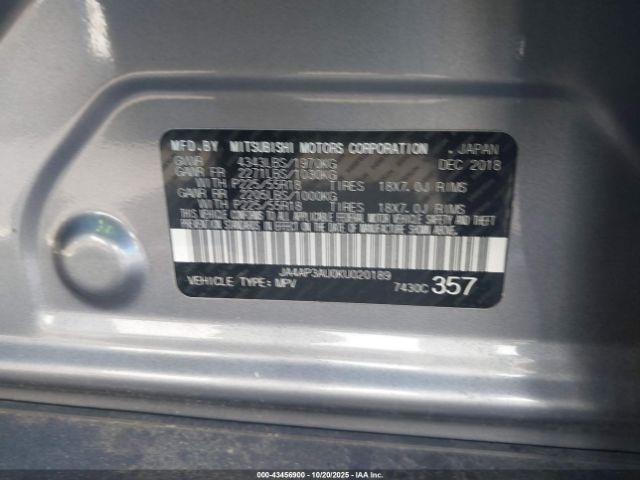 MFD.BY MITSUBISHI MOTORS CORPORATION . JAPAN
GVWR 4343LBS/1970KG DEC 2018
GAWR FR 2271LBS/1030KG
WITH P225/55R18 TIRES 18X7.0J RIMS
GAWR RR 2205LBS/1000KG
WITH P225/55R18 TIRES 18X7.0J RIMS
THIS VEHICLE CONFORMS TO ALL APPLICABLE FEDERAL MOTOR VEHICLE SAFETY AND
THEFT PREVENTION STANDARDS IN EFFECT ON THE DATE OF MANUFACTURE SHOWN ABOVE.
JA4AP3AU0KU020189
VEHICLE TYPE: MPV 7430C 357
000-43456900 - 10/20/2025 - IAAI.com